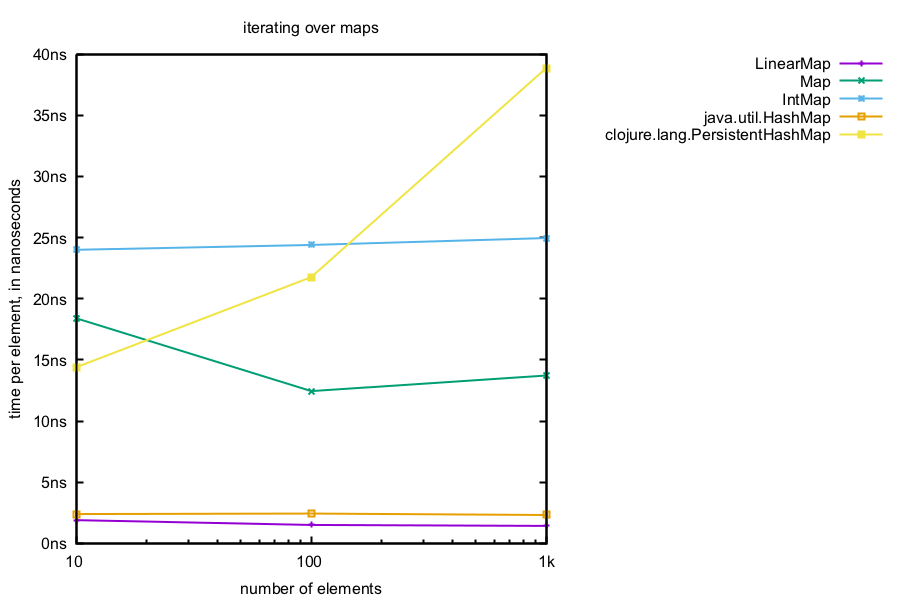 iterating over maps
40ns
35ns
30ns
25ns
20ns
15ns
10ns
5ns
0ns
10
100
1k
time per element, in nanoseconds
number of elements
LinearMap
Map
IntMap
java.util.HashMap
clojure.lang.PersistentHashMap